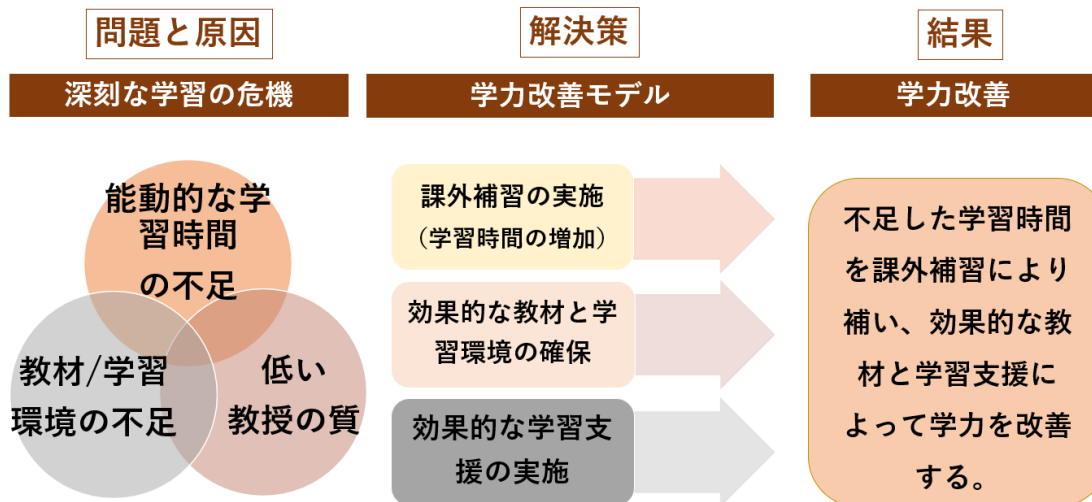 問題と原因
解決策
結果
深刻な学習の危機
学力改善モデル
学力改善
能動的な学
習時間
の不足
教材/学習
環境の不足
低い
教授の質
課外補習の実施
（学習時間の増加）
効果的な教材と学
習環境の確保
効果的な学習支
援の実施
不足した学習時間
を課外補習により
補い、効果的な教
材と学習支援に
よって学力を改善
する。